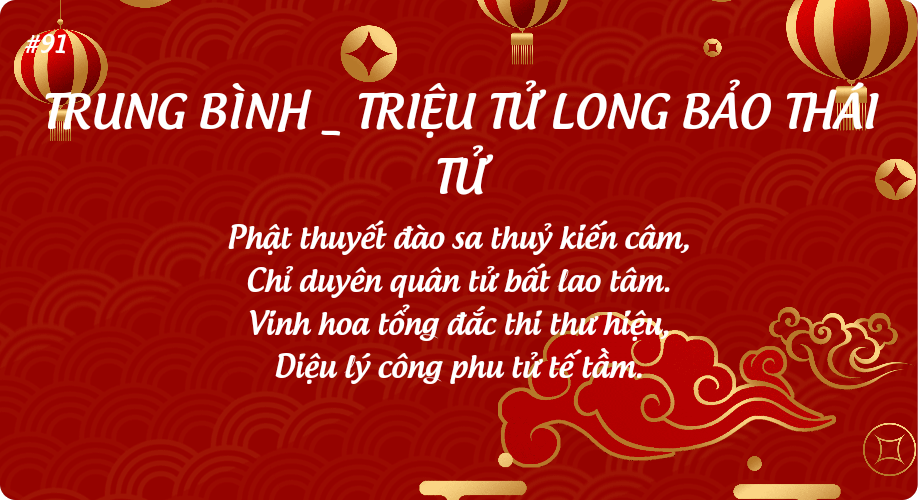 #91
TRUNG BÌNH _ TRIỆU TỬ LONG BẢO THÁI
TỬ
Phật thuyết đào sa thuỷ kiến câm,
Chỉ duyên quân tử bất lao tâm.
Vinh hoa tổng đắc thi thư hiệu,
Diệu lý công phu tử tế tầm.